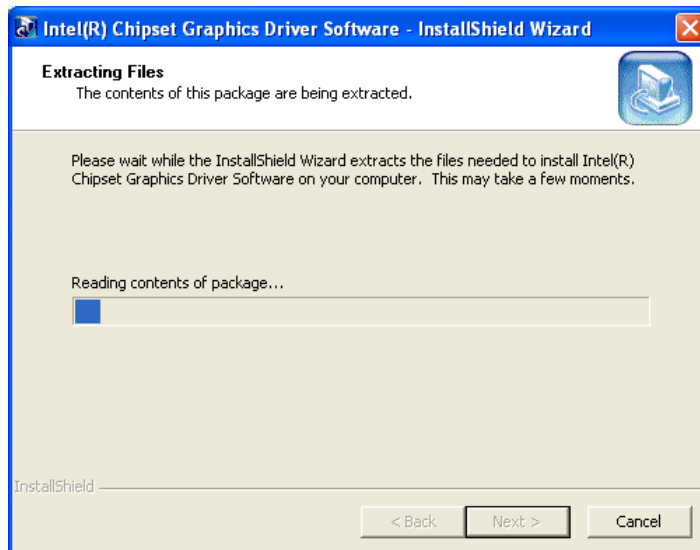 Intel(R) Chipset Graphics Driver Software - InstallShield Wizard
Extracting Files
The contents of this package are being extracted.
Please wait while the InstallShield Wizard extracts the files needed to install Intel(R)
Chipset Graphics Driver Software on your computer.  This may take a few moments.
Reading contents of package...
InstallShield
< Back
Next >
Cancel